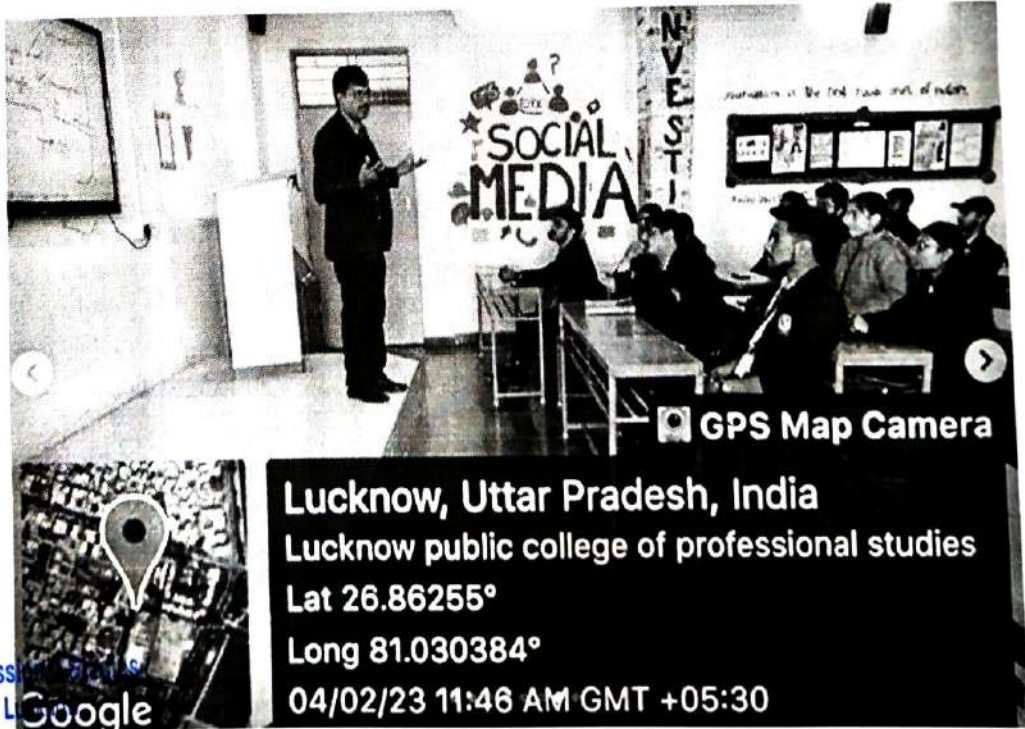 ?
SOCIAL
MEDIA
NVESTI
GPS Map Camera
Lucknow, Uttar Pradesh, India
Lucknow public college of professional studies
Lat 26.86255°
Long 81.030384°
04/02/23 11:46 AM GMT +05:30
Google